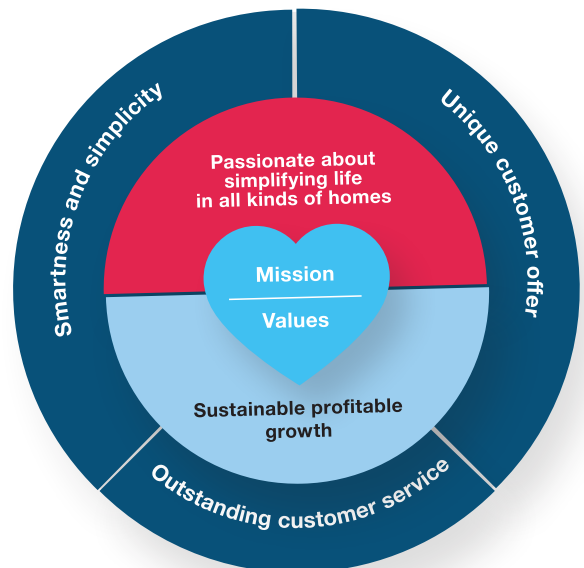 Smartness and simplicity
Unique customer offer
Passionate about
simplifying life
in all kinds of homes
Mission
Values
Sustainable profitable
growth
Outstanding customer service